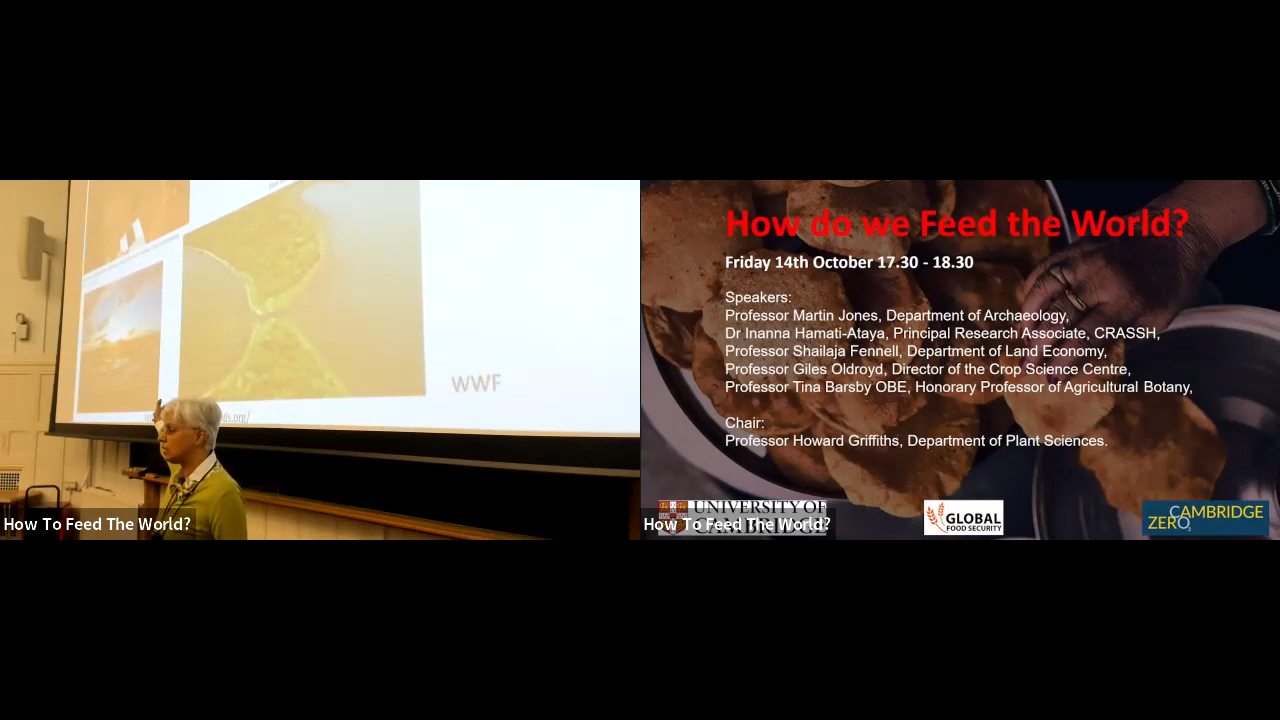 WWF
ds.org/
How To Feed The World?
How do we Feed the World?
Friday 14th October 17.30 - 18.30
Speakers:
Professor Martin Jones, Department of Archaeology,
Dr Inanna Hamati-Ataya, Principal Research Associate, CRASSH,
Professor Shailaja Fennell, Department of Land Economy,
Professor Giles Oldroyd, Director of the Crop Science Centre,
Professor Tina Barsby OBE, Honorary Professor of Agricultural Botany,
Chair:
Professor Howard Griffiths, Department of Plant Sciences.
UNIVERSITY OF
CAMBRIDGE
How To Feed The World?
GLOBAL
FOOD SECURITY
CAMBRIDGE
ZERO